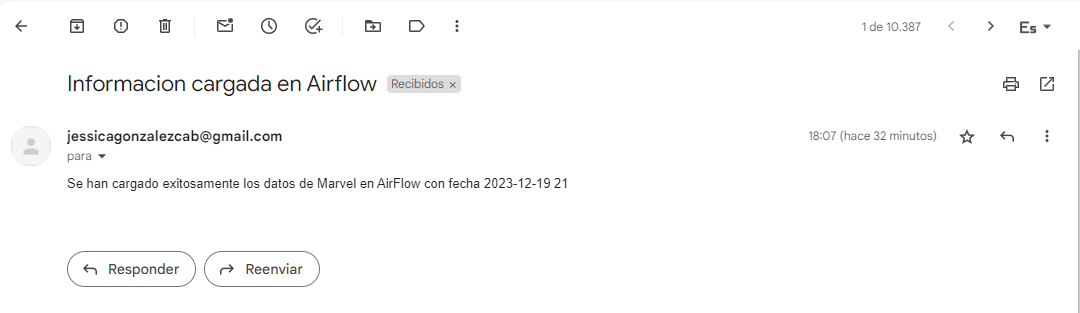 1 de 10.387
Es
Informacion cargada en Airflow
Recibidos ×
jessicagonzalezcab@gmail.com
18:07 (hace 32 minutos)
para
Se han cargado exitosamente los datos de Marvel en AirFlow con fecha 2023-12-19 21
Responder
Reenviar